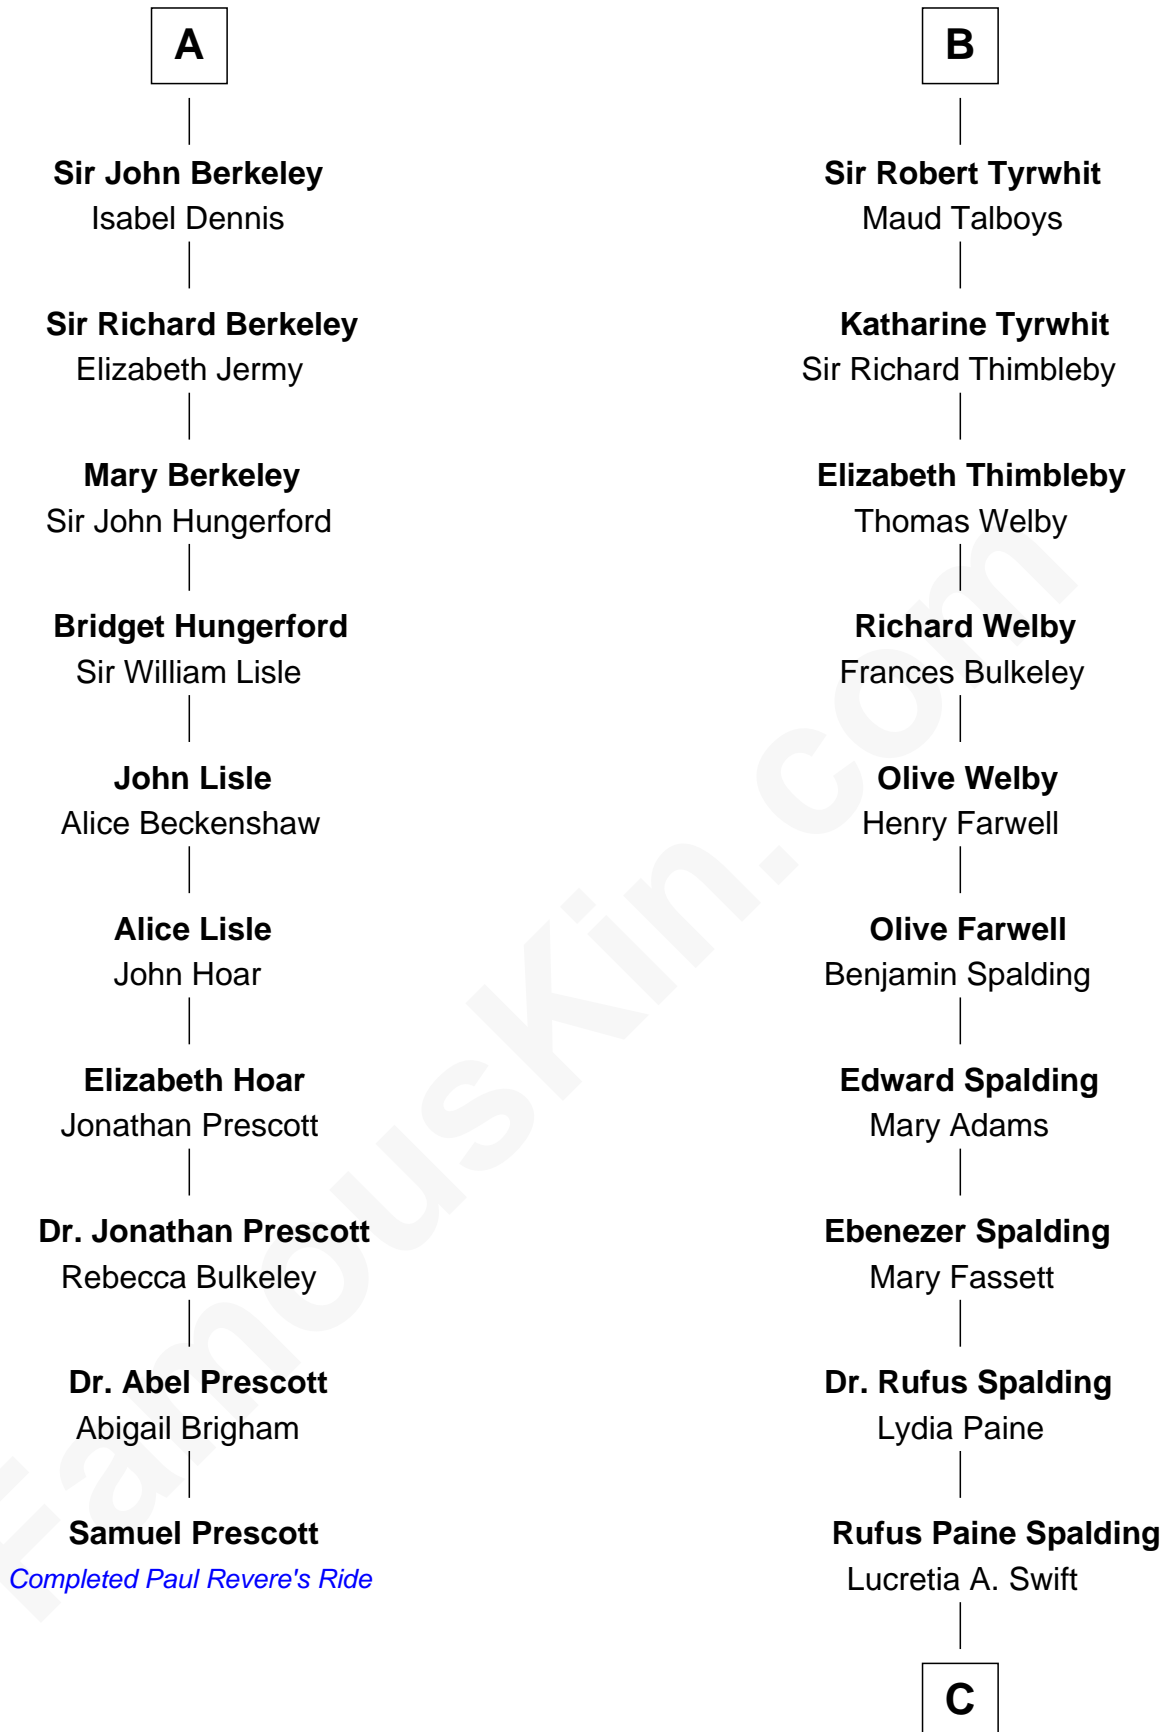 A
Sir John Berkeley
Isabel Dennis
Sir Richard Berkeley
Elizabeth Jermy
Mary Berkeley
Sir John Hungerford
Bridget Hungerford
Sir William Lisle
John Lisle
Alice Beckenshaw
Alice Lisle
John Hoar
Elizabeth Hoar
Jonathan Prescott
Dr. Jonathan Prescott
Rebecca Bulkeley
Dr. Abel Prescott
Abigail Brigham
Samuel Prescott
Completed Paul Revere's Ride
B
Sir Robert Tyrwhit
Maud Talboys
Katharine Tyrwhit
Sir Richard Thimbleby
Elizabeth Thimbleby
Thomas Welby
Richard Welby
Frances Bulkeley
Olive Welby
Henry Farwell
Olive Farwell
Benjamin Spalding
Edward Spalding
Mary Adams
Ebenezer Spalding
Mary Fassett
Dr. Rufus Spalding
Lydia Paine
Rufus Paine Spalding
Lucretia A. Swift
C
FamousKin.com